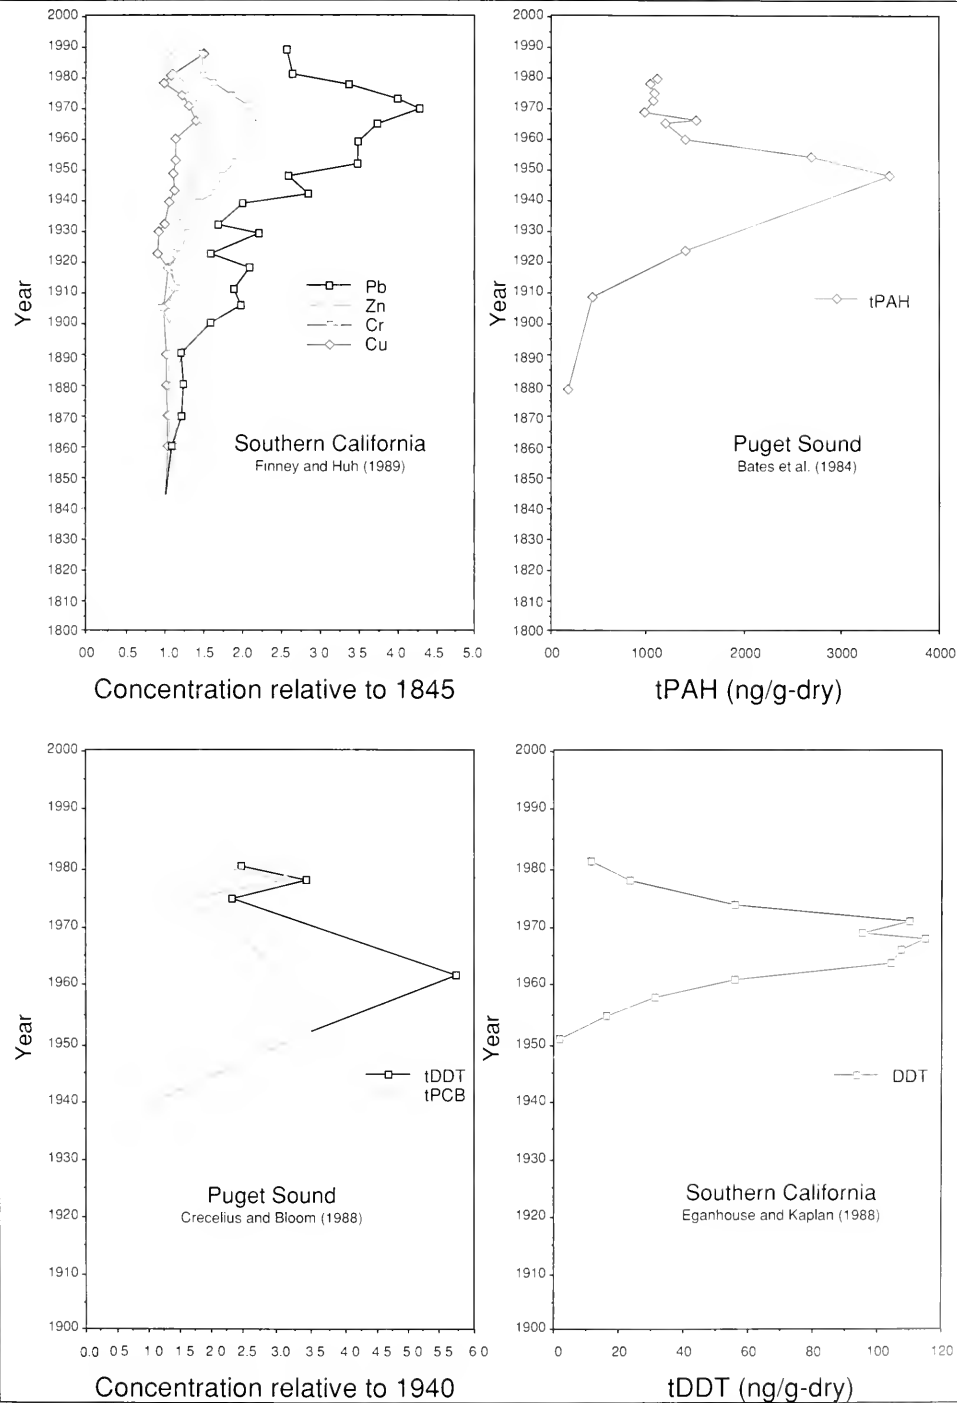 2000
1990
1980
1970
1960
1950
1940
1930
1920
1910
1900
1890
1880
1870
1860
1850
1840
1830
1820
1810
1800
Year
Pb
Zn
Cr
Cu
Southern California
Finney and Huh (1989)
00 0.5 1.0 1.5 2.0 2.5 3.0 3 5 4 0 4.5 5.0
Concentration relative to 1845
2000
1990
1980
1970
1960
1950
1940
1930
1920
1910
1900
1890
1880
1870
1860
1850
1840
1830
1820
1810
1800
Year
tPAH
Puget Sound
Bates et al. (1984)
00 1000 2000 3000 4000
tPAH (ng/g-dry)
2000
1990
1980
1970
1960
1950
1940
1930
1920
1910
1900
Year
tDDT
tPCB
Puget Sound
Crecelius and Bloom (1988)
0.0 0 5 1 0 1 5 2 0 2 5 3 0 3 5 4 0 4.5 5 0 5 5 6 0
Concentration relative to 1940
2000
1990
1980
1970
1960
1950
1940
1930
1920
1910
1900
Year
DDT
Southern California
Eganhouse and Kaplan (1988)
0 20 40 60 80 100 120
tDDT (ng/g-dry)